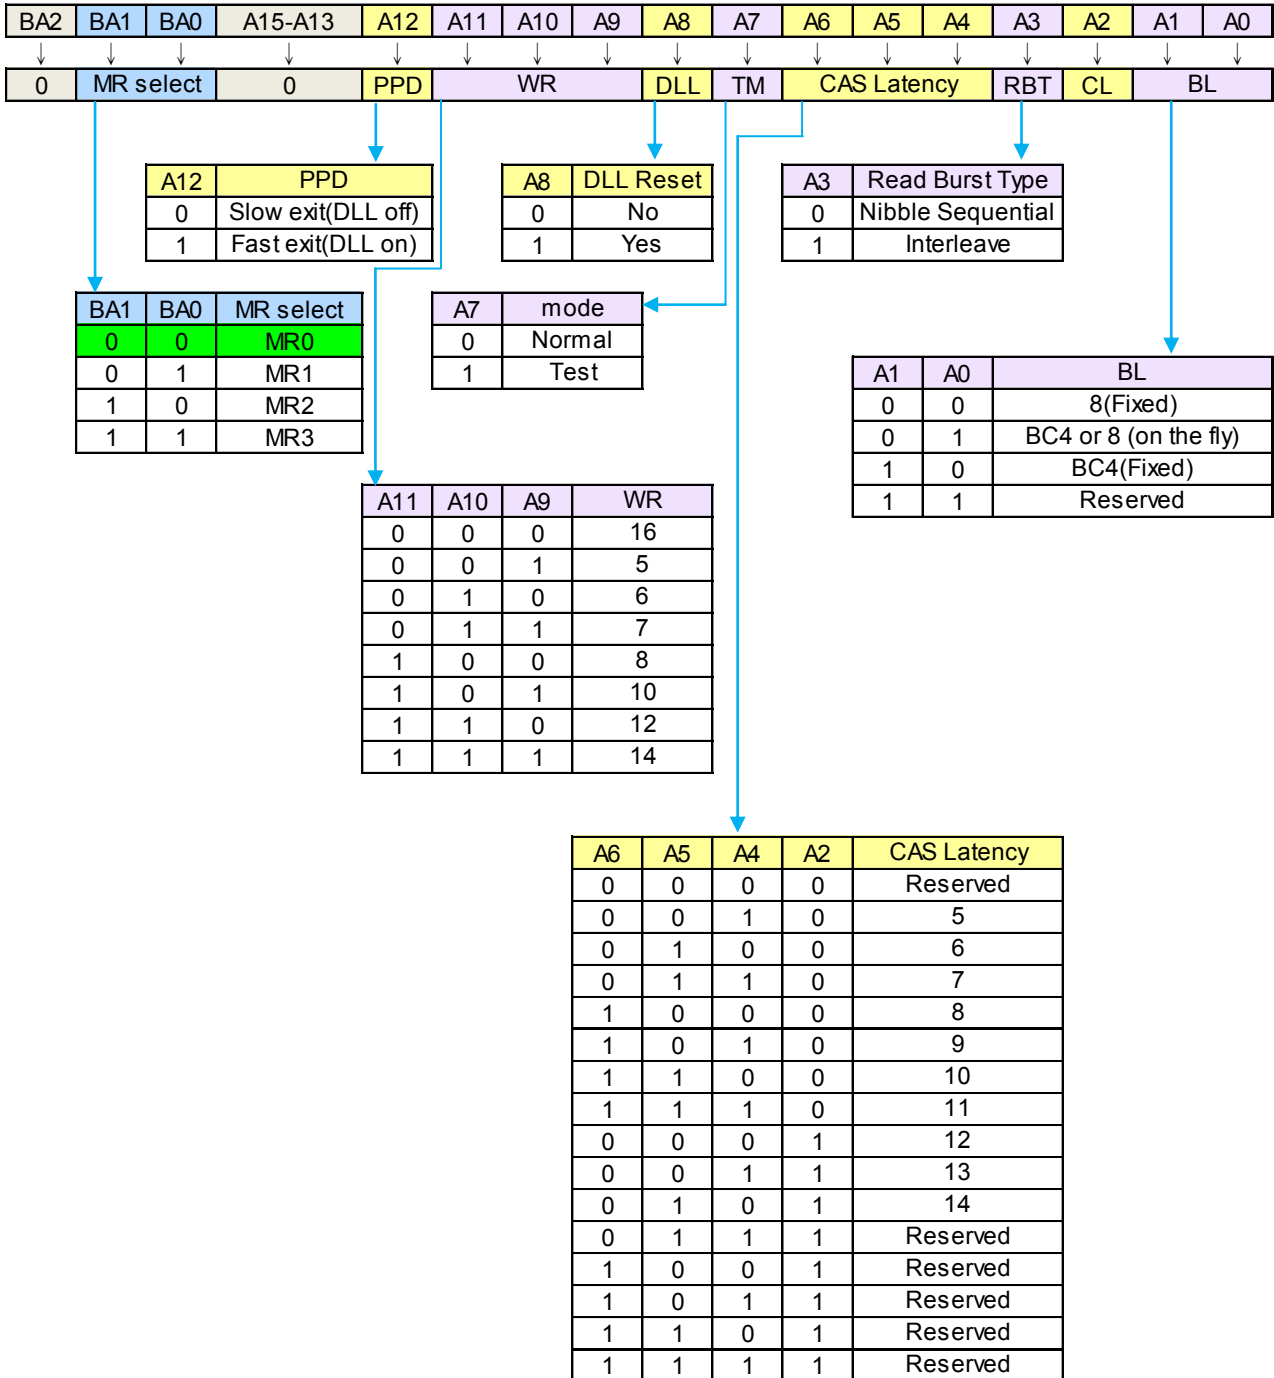 BA2 BA1 BA0 A15-A13 A12 A11 A10 A9 A8 A7 A6 A5 A4 A3 A2 A1 A0
0 MR select 0 PPD WR DLL TM CAS Latency RBT CL BL
A12 PPD
0 Slow exit(DLL off)
1 Fast exit(DLL on)
A8 DLL Reset
0 No
1 Yes
A3 Read Burst Type
0 Nibble Sequential
1 Interleave
BA1 BA0 MR select
0 0 MR0
0 1 MR1
1 0 MR2
1 1 MR3
A7 mode
0 Normal
1 Test
A1 A0 BL
0 0 8(Fixed)
0 1 BC4 or 8 (on the fly)
1 0 BC4(Fixed)
1 1 Reserved
A11 A10 A9 WR
0 0 0 16
0 0 1 5
0 1 0 6
0 1 1 7
1 0 0 8
1 0 1 10
1 1 0 12
1 1 1 14
A6 A5 A4 A2 CAS Latency
0 0 0 0 Reserved
0 0 1 0 5
0 1 0 0 6
0 1 1 0 7
1 0 0 0 8
1 0 1 0 9
1 1 0 0 10
1 1 1 0 11
0 0 0 1 12
0 0 1 1 13
0 1 0 1 14
0 1 1 1 Reserved
1 0 0 1 Reserved
1 0 1 1 Reserved
1 1 0 1 Reserved
1 1 1 1 Reserved